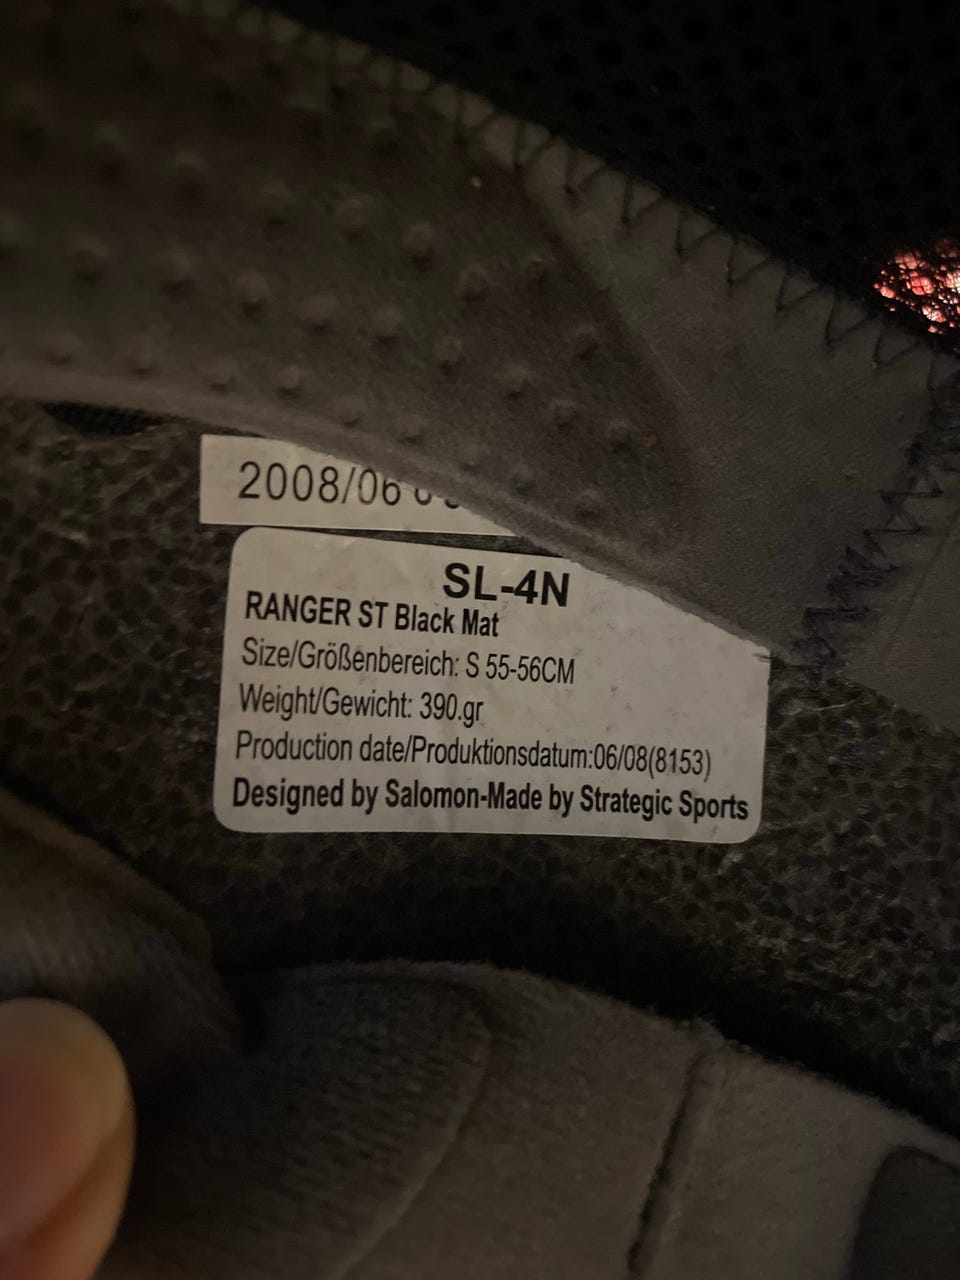 2008/06
SL-4N
RANGER ST Black Mat
Size/Größenbereich: S 55-56CM
Weight/Gewicht: 390.gr
Production date/Produktionsdatum:06/08(8153)
Designed by Salomon-Made by Strategic Sports